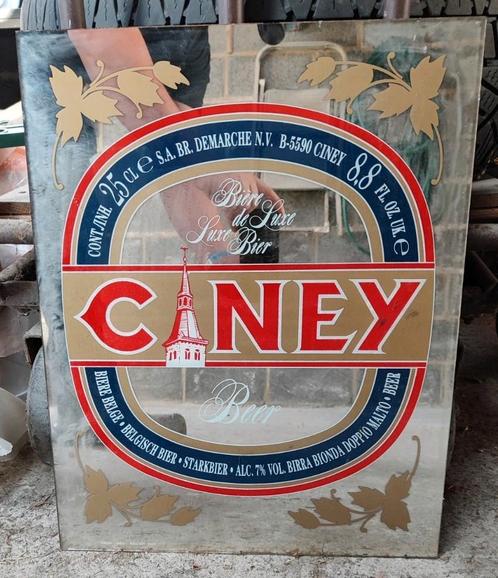 CONT./INH. 25 cl e S.A. BR. DEMARCHE N.V. B-5590 CINEY 8.8 FL. OZ. UK. e
Bière
de Luxe
Luxe Bier
CINEY
Beer
BIERE BELGE • BELGISCH BIER • STARKBIER • ALC. 7% VOL. BIRRA BIONDA DOPPIO MALTO • BEER